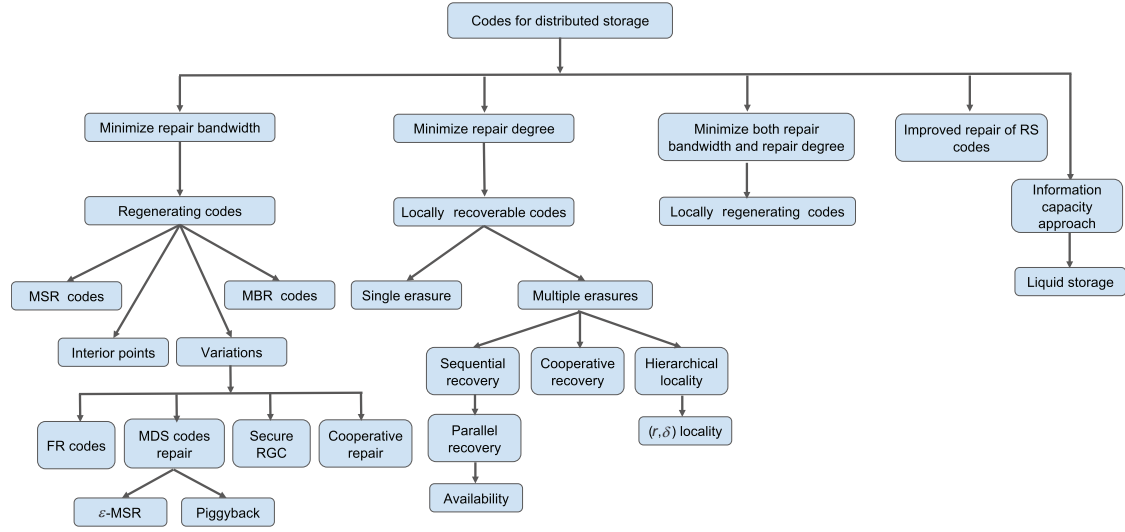 Codes for distributed storage
Minimize repair bandwidth
Minimize repair degree
Minimize both repair
bandwidth and repair degree
Improved repair of RS
codes
Information
capacity
approach
Regenerating codes
Locally recoverable codes
Locally regenerating codes
Liquid storage
MSR codes
MBR codes
Single erasure
Multiple erasures
Interior points
Variations
Sequential
recovery
Cooperative
recovery
Hierarchical
locality
FR codes
MDS codes
repair
Secure
RGC
Cooperative
repair
Parallel
recovery
(r,δ) locality
ε-MSR
Piggyback
Availability